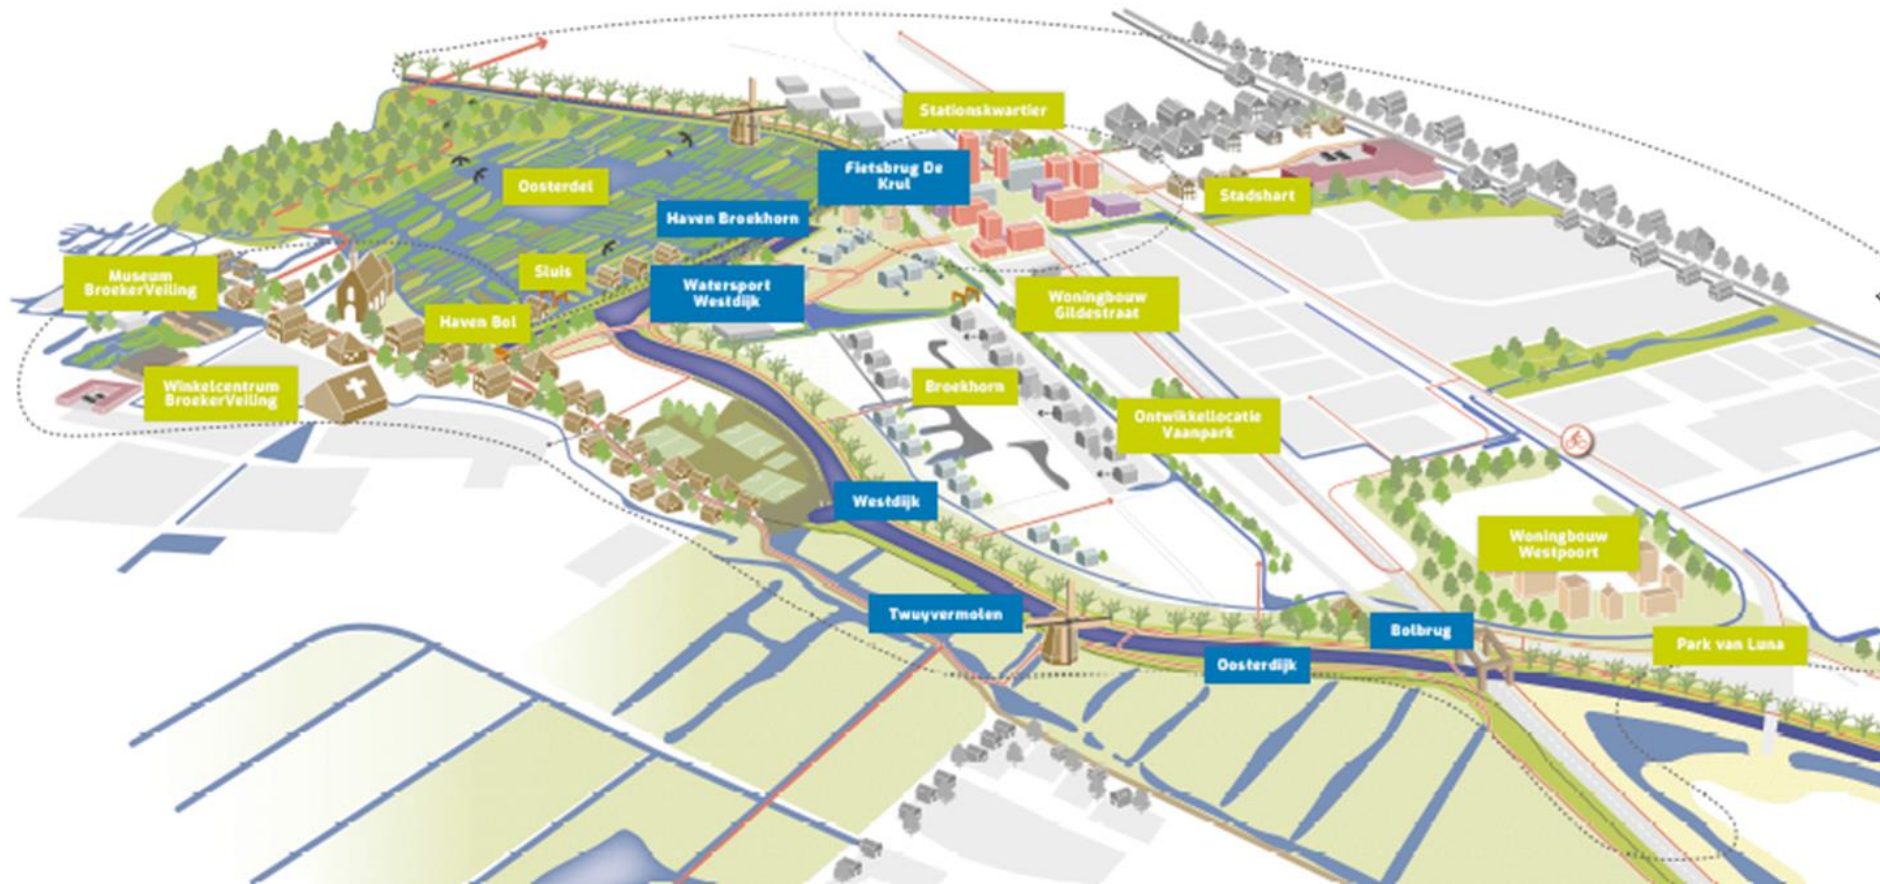 Stationskwartier
Fietsbrug De
Krul
Oosterdel
Stadshart
Haven Broekhorn
Museum
BroekerVeiling
Sluis
Watersport
Westdijk
Woningbouw
Gildestraat
Haven Bol
Winkelcentrum
BroekerVeiling
Broekhorn
Ontwikkellocatie
Vaanpark
Westdijk
Woningbouw
Westpoort
Twuyvermolen
Bolbrug
Park van Luna
Oosterdijk